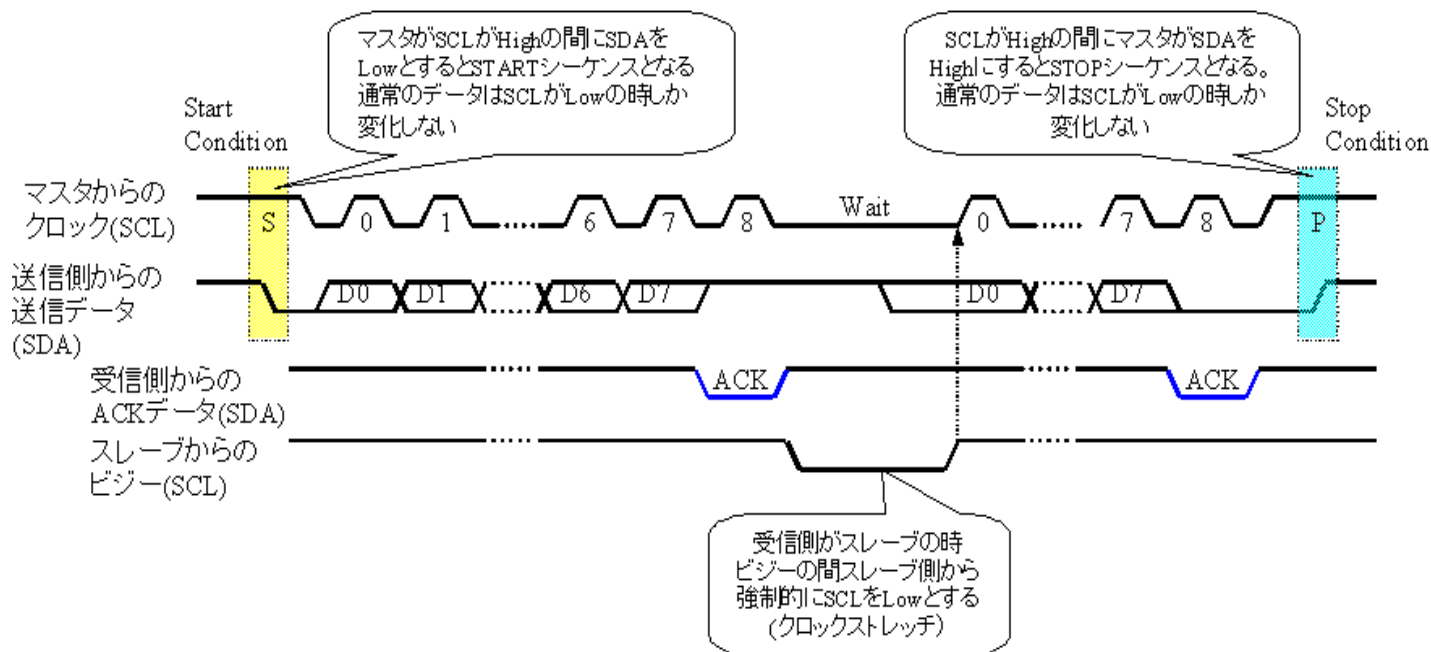 マスタがSCLがHighの間にSDAを
LowとするとSTARTシーケンスとなる
通常のデータはSCLがLowの時しか
変化しない
SCLがHighの間にマスタがSDAを
HighにするとSTOPシーケンスとなる。
通常のデータはSCLがLowの時しか
変化しない
Start
Condition
Stop
Condition
マスタからの
クロック(SCL)
S 0 1 6 7 8 Wait 0 7 8 P
送信側からの
送信データ
(SDA)
D0 D1 D6 D7 D0 D7
受信側からの
ACKデータ(SDA)
ACK ACK
スレーブからの
ビジー(SCL)
受信側がスレーブの時
ビジーの間スレーブ側から
強制的にSCLをLowとする
(クロックストレッチ)